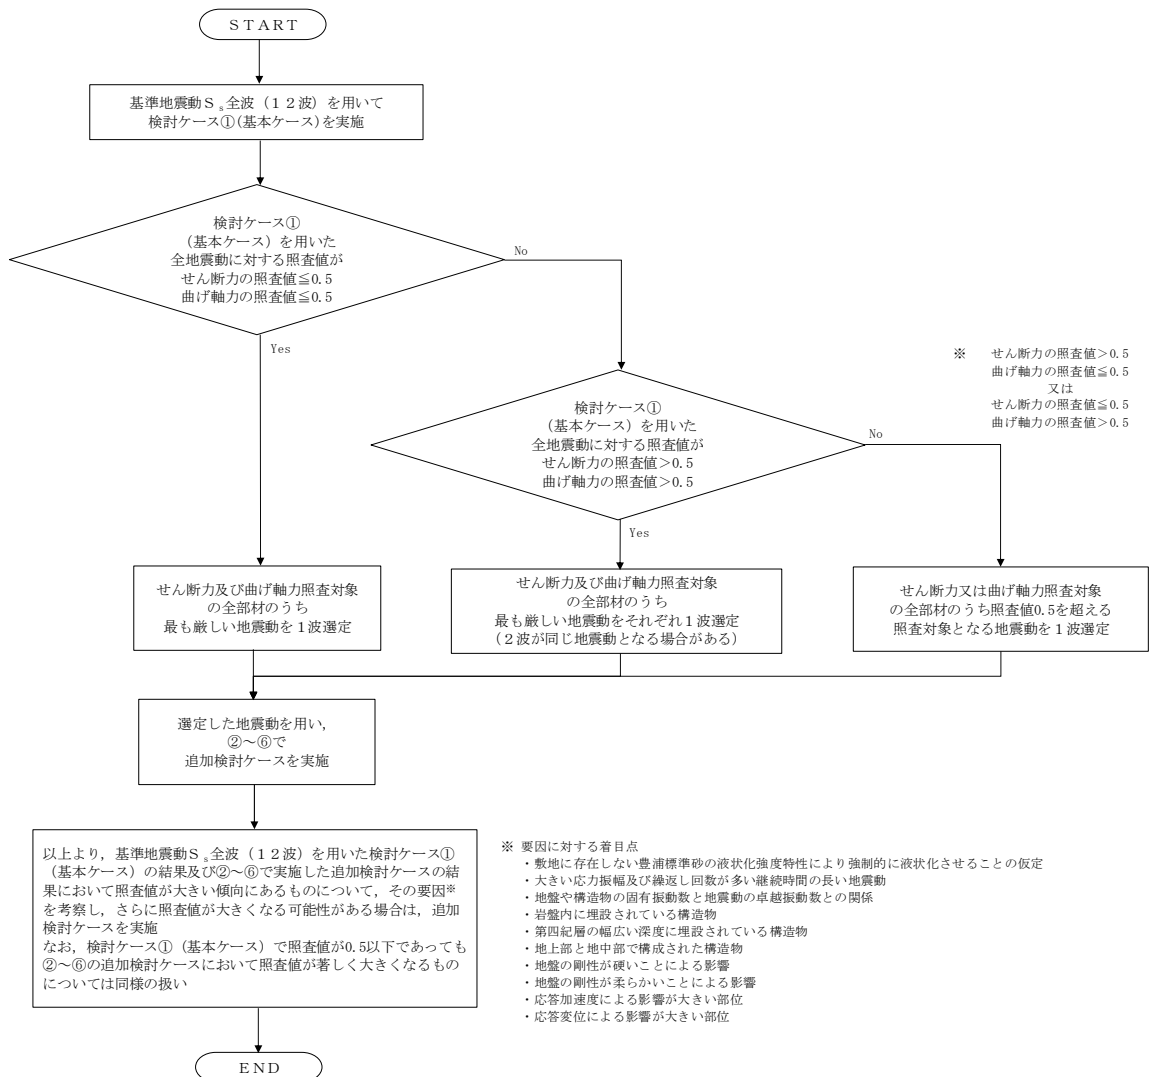 START
基準地震動Ｓs全波（１２波）を用いて
検討ケース①(基本ケース)を実施
検討ケース①
（基本ケース）を用いた
全地震動に対する照査値が
せん断力の照査値≦0.5
曲げ軸力の照査値≦0.5
No
Yes
※ せん断力の照査値＞0.5
曲げ軸力の照査値≦0.5
又は
せん断力の照査値≦0.5
曲げ軸力の照査値＞0.5
検討ケース①
（基本ケース）を用いた
全地震動に対する照査値が
せん断力の照査値＞0.5
曲げ軸力の照査値＞0.5
No
Yes
せん断力及び曲げ軸力照査対象
の全部材のうち
最も厳しい地震動を１波選定
せん断力及び曲げ軸力照査対象
の全部材のうち
最も厳しい地震動をそれぞれ１波選定
（２波が同じ地震動となる場合がある）
せん断力又は曲げ軸力照査対象
の全部材のうち照査値0.5を超える
照査対象となる地震動を１波選定
選定した地震動を用い，
②～⑥で
追加検討ケースを実施
以上より，基準地震動Ｓs全波（１２波）を用いた検討ケース①
（基本ケース）の結果及び②～⑥で実施した追加検討ケースの結
果において照査値が大きい傾向にあるものについて，その要因※
を考察し，さらに照査値が大きくなる可能性がある場合は，追加
検討ケースを実施
なお，検討ケース①（基本ケース）で照査値が0.5以下であっても
②～⑥の追加検討ケースにおいて照査値が著しく大きくなるもの
については同様の扱い
※ 要因に対する着目点
・敷地に存在しない豊浦標準砂の液状化強度特性により強制的に液状化させることの仮定
・大きい応力振幅及び繰返し回数が多い継続時間の長い地震動
・地盤や構造物の固有振動数と地震動の卓越振動数との関係
・岩盤内に埋設されている構造物
・第四紀層の幅広い深度に埋設されている構造物
・地上部と地中部で構成された構造物
・地盤の剛性が硬いことによる影響
・地盤の剛性が柔らかいことによる影響
・応答加速度による影響が大きい部位
・応答変位による影響が大きい部位
END